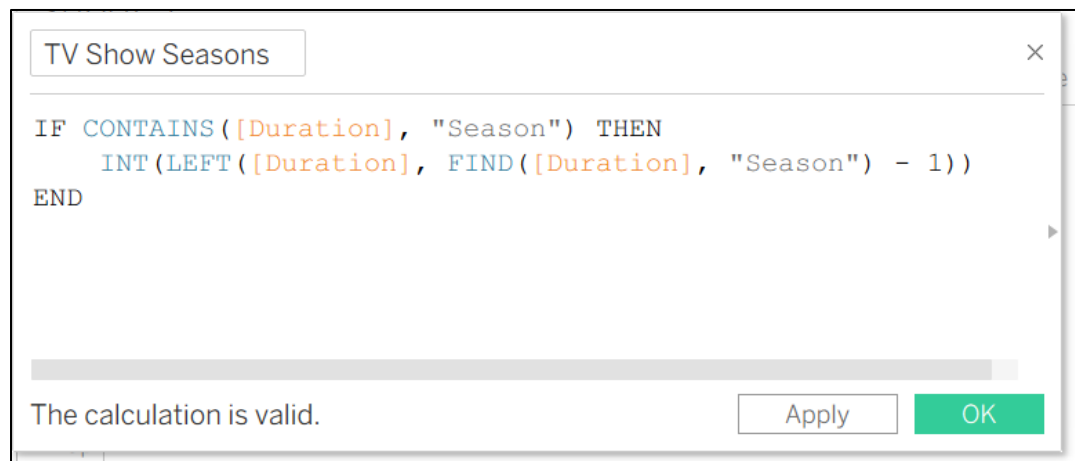 TV Show Seasons
IF CONTAINS([Duration], "Season") THEN
    INT(LEFT([Duration], FIND([Duration], "Season") - 1))
END
The calculation is valid.
Apply
OK